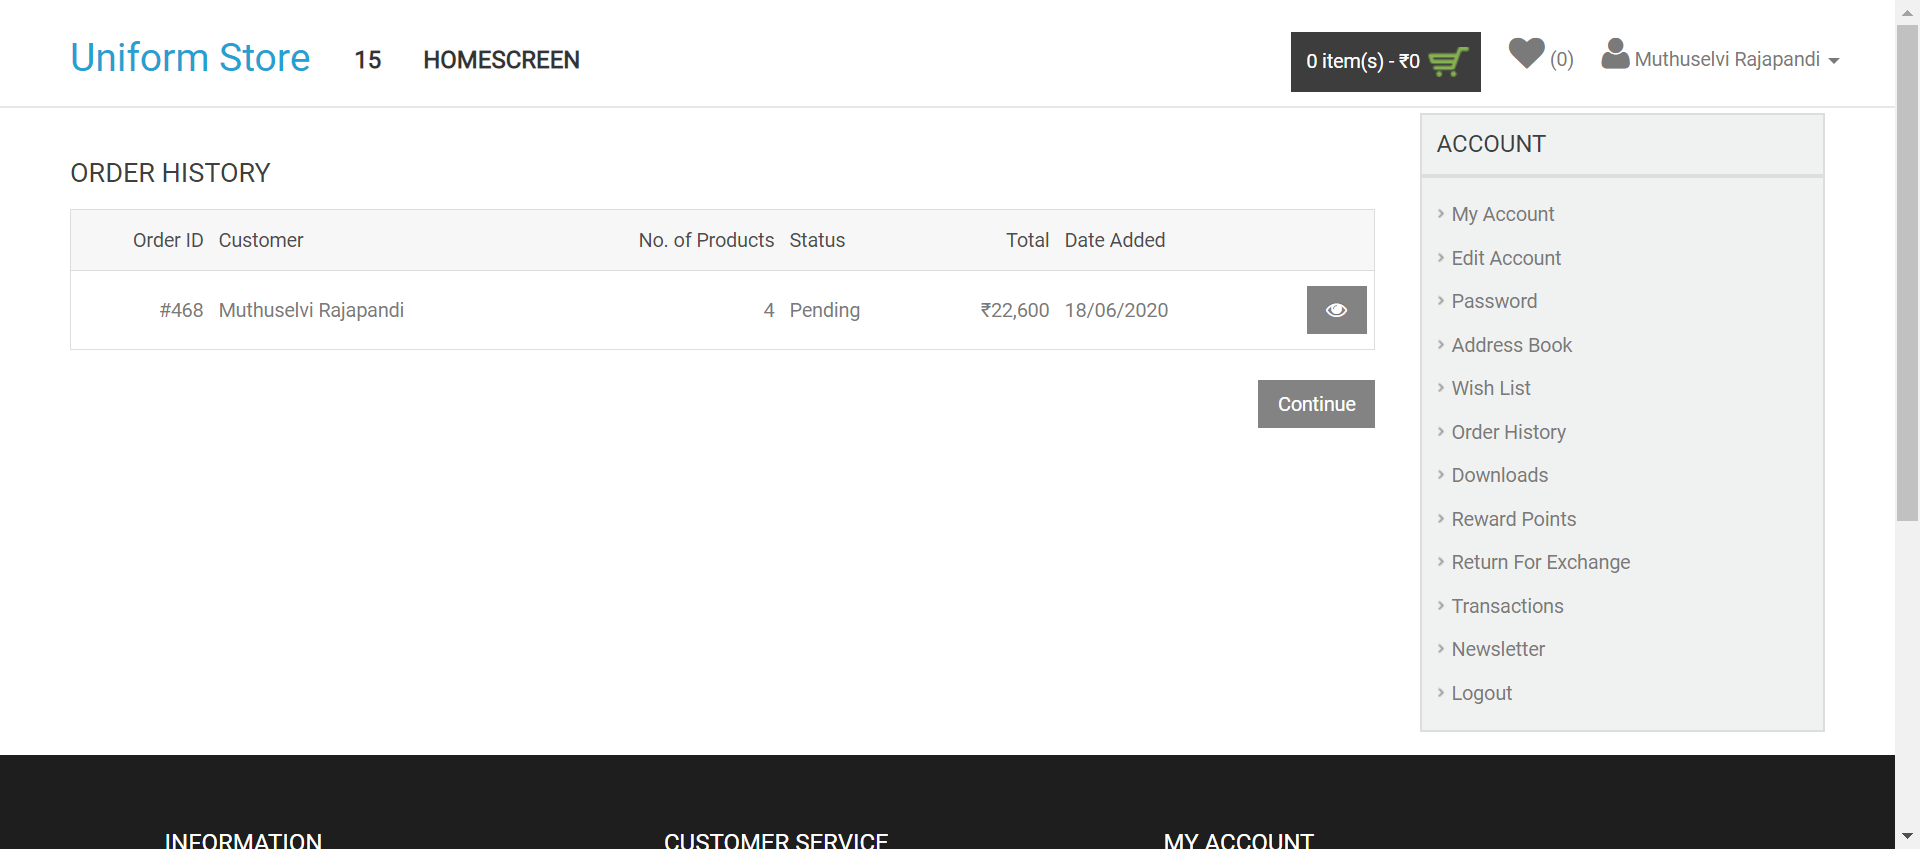 Uniform Store 15 HOMESCREEN 0 item(s) - ₹0 (0) Muthuselvi Rajapandi
ORDER HISTORY
Order ID Customer No. of Products Status Total Date Added
#468 Muthuselvi Rajapandi 4 Pending ₹22,600 18/06/2020
Continue
ACCOUNT
My Account
Edit Account
Password
Address Book
Wish List
Order History
Downloads
Reward Points
Return For Exchange
Transactions
Newsletter
Logout
INFORMATION CUSTOMER SERVICE MY ACCOUNT